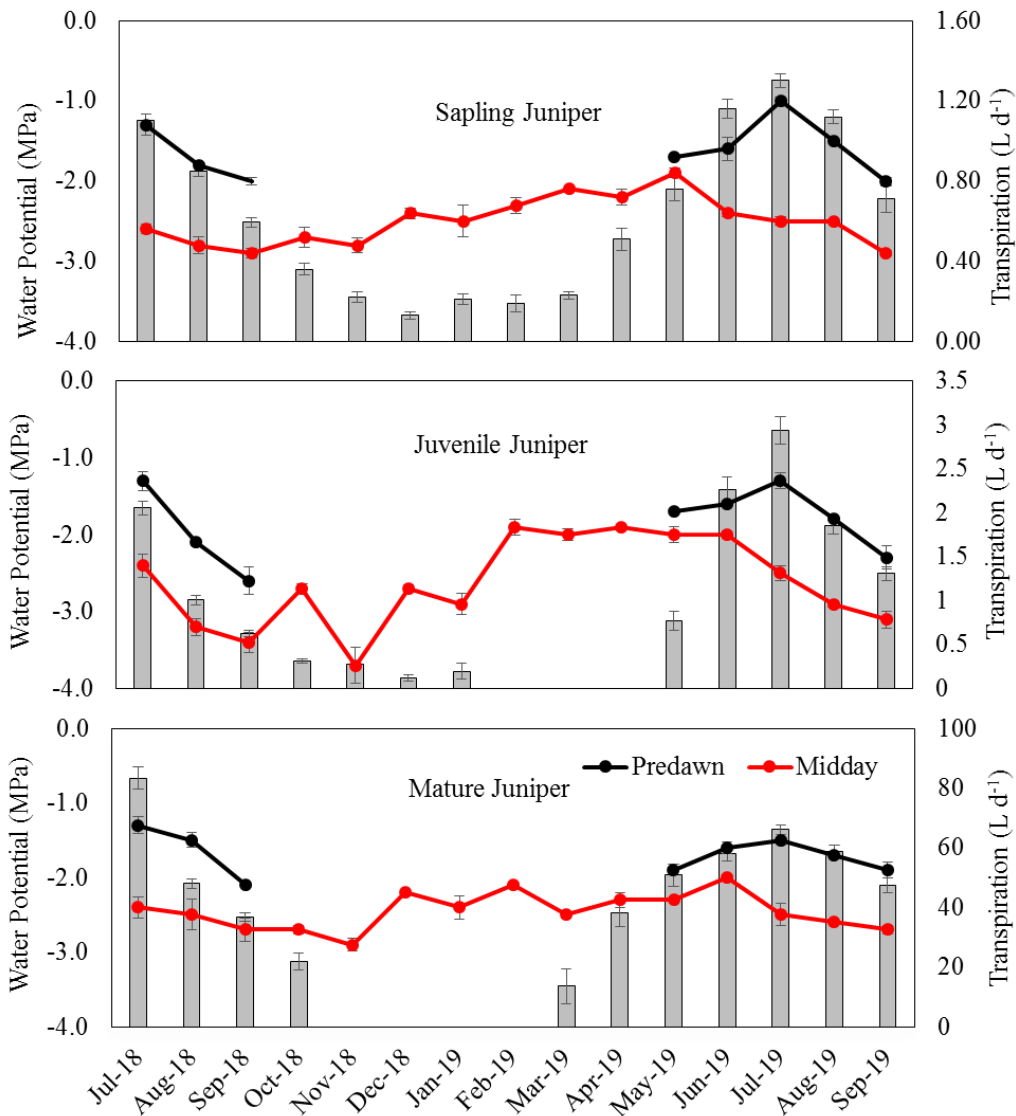 0.0
-1.0
-2.0
-3.0
-4.0
Water Potential (MPa)
Sapling Juniper
1.60
1.20
0.80
0.40
0.00
Transpiration (L d-1)
0.0
-1.0
-2.0
-3.0
-4.0
Water Potential (MPa)
Juvenile Juniper
3.5
3
2.5
2
1.5
1
0.5
0
Transpiration (L d-1)
0.0
-1.0
-2.0
-3.0
-4.0
Water Potential (MPa)
Predawn Midday
Mature Juniper
100
80
60
40
20
0
Transpiration (L d-1)
Jul-18
Aug-18
Sep-18
Oct-18
Nov-18
Dec-18
Jan-19
Feb-19
Mar-19
Apr-19
May-19
Jun-19
Jul-19
Aug-19
Sep-19